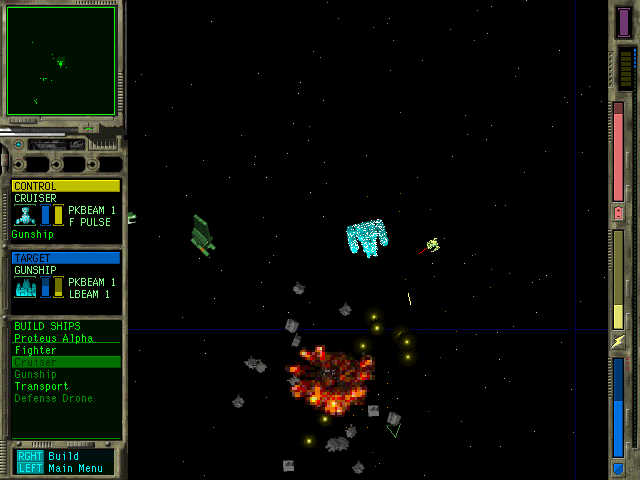 CONTROL
CRUISER
PKBEAM 1
F PULSE
Gunship
TARGET
GUNSHIP
PKBEAM 1
LBEAM 1
BUILD SHIPS
Proteus Alpha
Fighter
Cruiser
Gunship
Transport
Defense Drone
RGHT Build
LEFT Main Menu